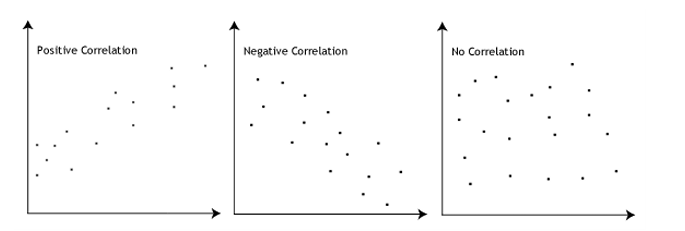 Positive Correlation
Negative Correlation
No Correlation